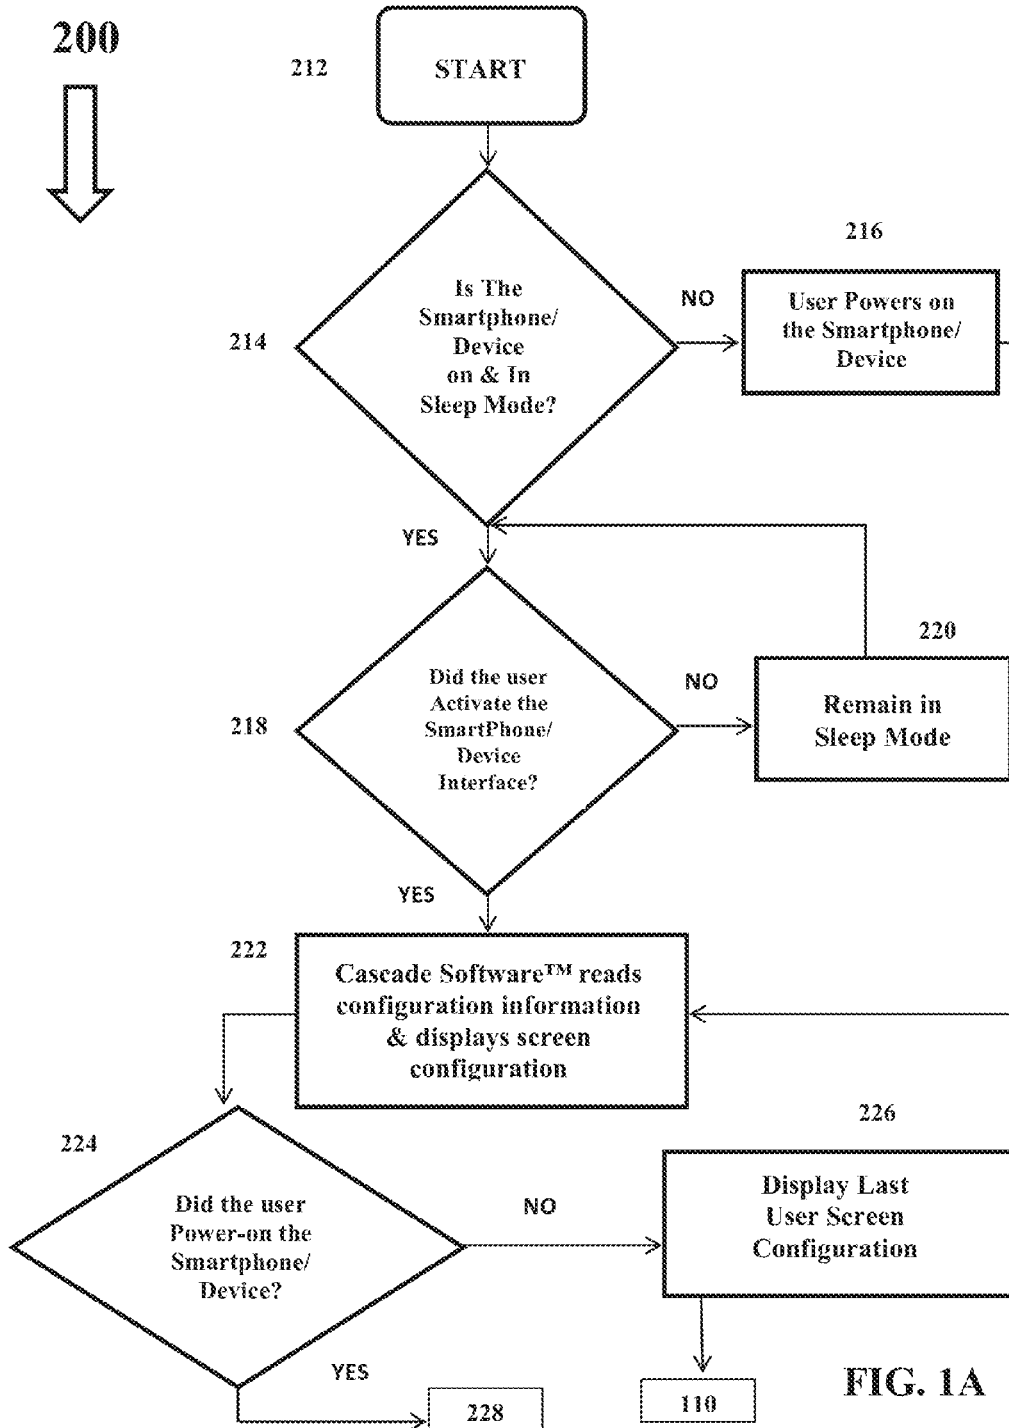 200
212
START
216
214
Is The
Smartphone/
Device
on & In
Sleep Mode?
NO
User Powers on
the Smartphone/
Device
YES
220
218
Did the user
Activate the
SmartPhone/
Device
Interface?
NO
Remain in
Sleep Mode
YES
222
Cascade Software™ reads
configuration information
& displays screen
configuration
224
226
Did the user
Power-on the
Smartphone/
Device?
NO
Display Last
User Screen
Configuration
YES
228
110
FIG. 1A